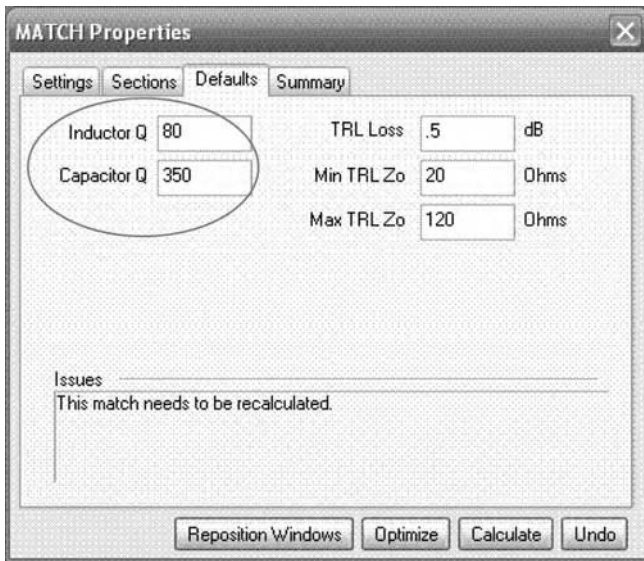 MATCH Properties
Settings Sections Defaults Summary
Inductor Q 80 TRL Loss .5 dB
Capacitor Q 350 Min TRL Zo 20 Ohms
Max TRL Zo 120 Ohms
Issues
This match needs to be recalculated.
Reposition Windows Optimize Calculate Undo